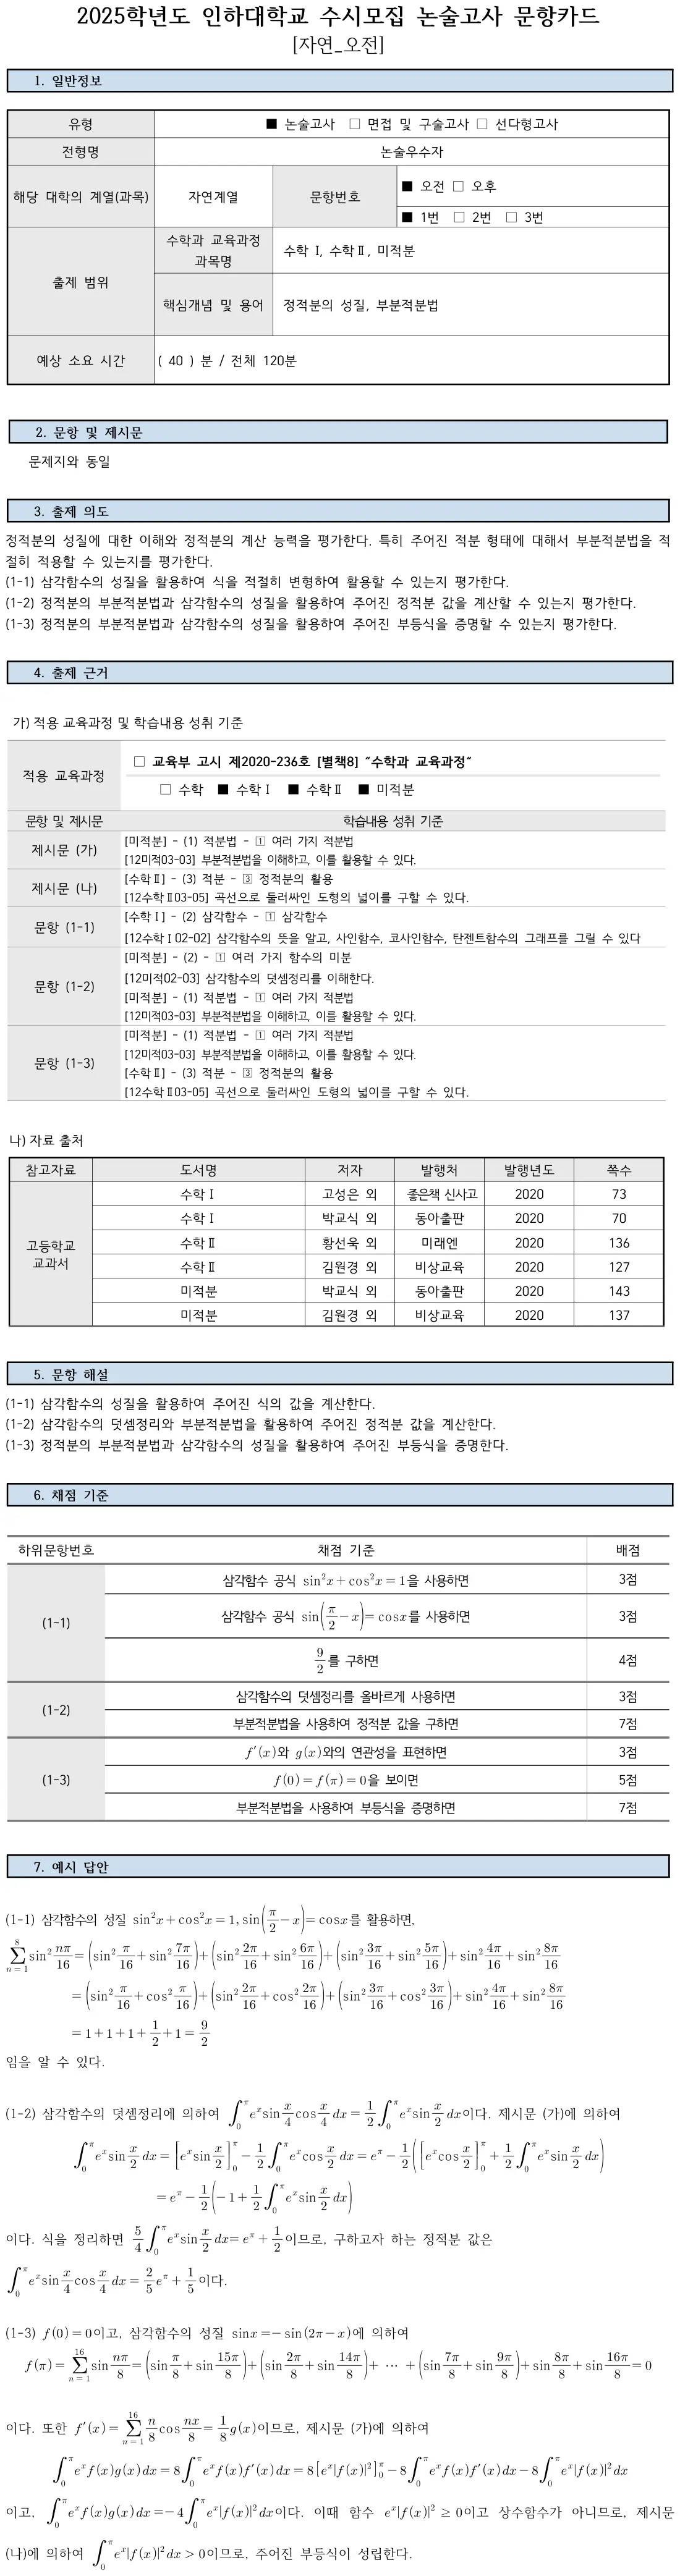 2025학년도 인하대학교 수시모집 논술고사 문항카드
[자연_오전]
1. 일반정보
유형 ■ 논술고사 □ 면접 및 구술고사 □ 선다형고사
전형명 논술우수자
해당 대학의 계열(과목) 자연계열 문항번호 ■ 오전 □ 오후
■ 1번 □ 2번 □ 3번
출제 범위 수학과 교육과정 과목명 수학 Ⅰ, 수학Ⅱ, 미적분
핵심개념 및 용어 정적분의 성질, 부분적분법
예상 소요 시간 ( 40 ) 분 / 전체 120분
2. 문항 및 제시문
문제지와 동일
3. 출제 의도
정적분의 성질에 대한 이해와 정적분의 계산 능력을 평가한다. 특히 주어진 적분 형태에 대해서 부분적분법을 적
절히 적용할 수 있는지를 평가한다.
(1-1) 삼각함수의 성질을 활용하여 식을 적절히 변형하여 활용할 수 있는지 평가한다.
(1-2) 정적분의 부분적분법과 삼각함수의 성질을 활용하여 주어진 정적분 값을 계산할 수 있는지 평가한다.
(1-3) 정적분의 부분적분법과 삼각함수의 성질을 활용하여 주어진 부등식을 증명할 수 있는지 평가한다.
4. 출제 근거
가) 적용 교육과정 및 학습내용 성취 기준
적용 교육과정 □ 교육부 고시 제2020-236호 [별책8] "수학과 교육과정"
□ 수학 ■ 수학Ⅰ ■ 수학Ⅱ ■ 미적분
문항 및 제시문 학습내용 성취 기준
제시문 (가) [미적분] - (1) 적분법 - ① 여러 가지 적분법
[12미적03-03] 부분적분법을 이해하고, 이를 활용할 수 있다.
제시문 (나) [수학Ⅱ] - (3) 적분 - ③ 정적분의 활용
[12수학Ⅱ03-05] 곡선으로 둘러싸인 도형의 넓이를 구할 수 있다.
문항 (1-1) [수학Ⅰ] - (2) 삼각함수 - ① 삼각함수
[12수학Ⅰ02-02] 삼각함수의 뜻을 알고, 사인함수, 코사인함수, 탄젠트함수의 그래프를 그릴 수 있다
문항 (1-2) [미적분] - (2) - ① 여러 가지 함수의 미분
[12미적02-03] 삼각함수의 덧셈정리를 이해한다.
[미적분] - (1) 적분법 - ① 여러 가지 적분법
[12미적03-03] 부분적분법을 이해하고, 이를 활용할 수 있다.
문항 (1-3) [미적분] - (1) 적분법 - ① 여러 가지 적분법
[12미적03-03] 부분적분법을 이해하고, 이를 활용할 수 있다.
[수학Ⅱ] - (3) 적분 - ③ 정적분의 활용
[12수학Ⅱ03-05] 곡선으로 둘러싸인 도형의 넓이를 구할 수 있다.
나) 자료 출처
참고자료 도서명 저자 발행처 발행년도 쪽수
고등학교 교과서 수학Ⅰ 고성은 외 좋은책 신사고 2020 73
수학Ⅰ 박교식 외 동아출판 2020 70
수학Ⅱ 황선욱 외 미래엔 2020 136
수학Ⅱ 김원경 외 비상교육 2020 127
미적분 박교식 외 동아출판 2020 143
미적분 김원경 외 비상교육 2020 137
5. 문항 해설
(1-1) 삼각함수의 성질을 활용하여 주어진 식의 값을 계산한다.
(1-2) 삼각함수의 덧셈정리와 부분적분법을 활용하여 주어진 정적분 값을 계산한다.
(1-3) 정적분의 부분적분법과 삼각함수의 성질을 활용하여 주어진 부등식을 증명한다.
6. 채점 기준
하위문항번호 채점 기준 배점
(1-1) 삼각함수 공식 sin²x+cos²x=1을 사용하면 3점
삼각함수 공식 sin(π/2−x)=cosx를 사용하면 3점
9/2를 구하면 4점
(1-2) 삼각함수의 덧셈정리를 올바르게 사용하면 3점
부분적분법을 사용하여 정적분 값을 구하면 7점
(1-3) f′(x)와 g(x)와의 연관성을 표현하면 3점
f(0)=f(π)=0을 보이면 5점
부분적분법을 사용하여 부등식을 증명하면 7점
7. 예시 답안
(1-1) 삼각함수의 성질 sin²x+cos²x=1, sin(π/2−x)=cosx를 활용하면,
∑_{n=1}^{8} sin² nπ/16 = (sin² π/16 + sin² 7π/16) + (sin² 2π/16 + sin² 6π/16) + (sin² 3π/16 + sin² 5π/16) + sin² 4π/16 + sin² 8π/16
= (sin² π/16 + cos² π/16) + (sin² 2π/16 + cos² 2π/16) + (sin² 3π/16 + cos² 3π/16) + sin² 4π/16 + sin² 8π/16
= 1+1+1+1/2+1 = 9/2
임을 알 수 있다.
(1-2) 삼각함수의 덧셈정리에 의하여 ∫_0^π e^x sin x/4 cos x/4 dx = 1/2 ∫_0^π e^x sin x/2 dx이다. 제시문 (가)에 의하여
∫_0^π e^x sin x/2 dx = [e^x sin x/2]_0^π − 1/2 ∫_0^π e^x cos x/2 dx = e^π − 1/2 ([e^x cos x/2]_0^π + 1/2 ∫_0^π e^x sin x/2 dx)
= e^π − 1/2 (−1 + 1/2 ∫_0^π e^x sin x/2 dx)
이다. 식을 정리하면 5/4 ∫_0^π e^x sin x/2 dx = e^π + 1/2이므로, 구하고자 하는 정적분 값은
∫_0^π e^x sin x/4 cos x/4 dx = 2/5 e^π + 1/5이다.
(1-3) f(0)=0이고, 삼각함수의 성질 sinx=−sin(2π−x)에 의하여
f(π) = ∑_{n=1}^{16} sin nπ/8 = (sin π/8 + sin 15π/8) + (sin 2π/8 + sin 14π/8) + ⋯ + (sin 7π/8 + sin 9π/8) + sin 8π/8 + sin 16π/8 = 0
이다. 또한 f′(x) = ∑_{n=1}^{16} n/8 cos nx/8 = 1/8 g(x)이므로, 제시문 (가)에 의하여
∫_0^π e^x f(x)g(x)dx = 8∫_0^π e^x f(x)f′(x)dx = 8[e^x|f(x)|²]_0^π − 8∫_0^π e^x f(x)f′(x)dx − 8∫_0^π e^x|f(x)|²dx
이고, ∫_0^π e^x f(x)g(x)dx = −4∫_0^π e^x|f(x)|²dx이다. 이때 함수 e^x|f(x)|² ≥ 0이고 상수함수가 아니므로, 제시문
(나)에 의하여 ∫_0^π e^x|f(x)|²dx > 0이므로, 주어진 부등식이 성립한다.